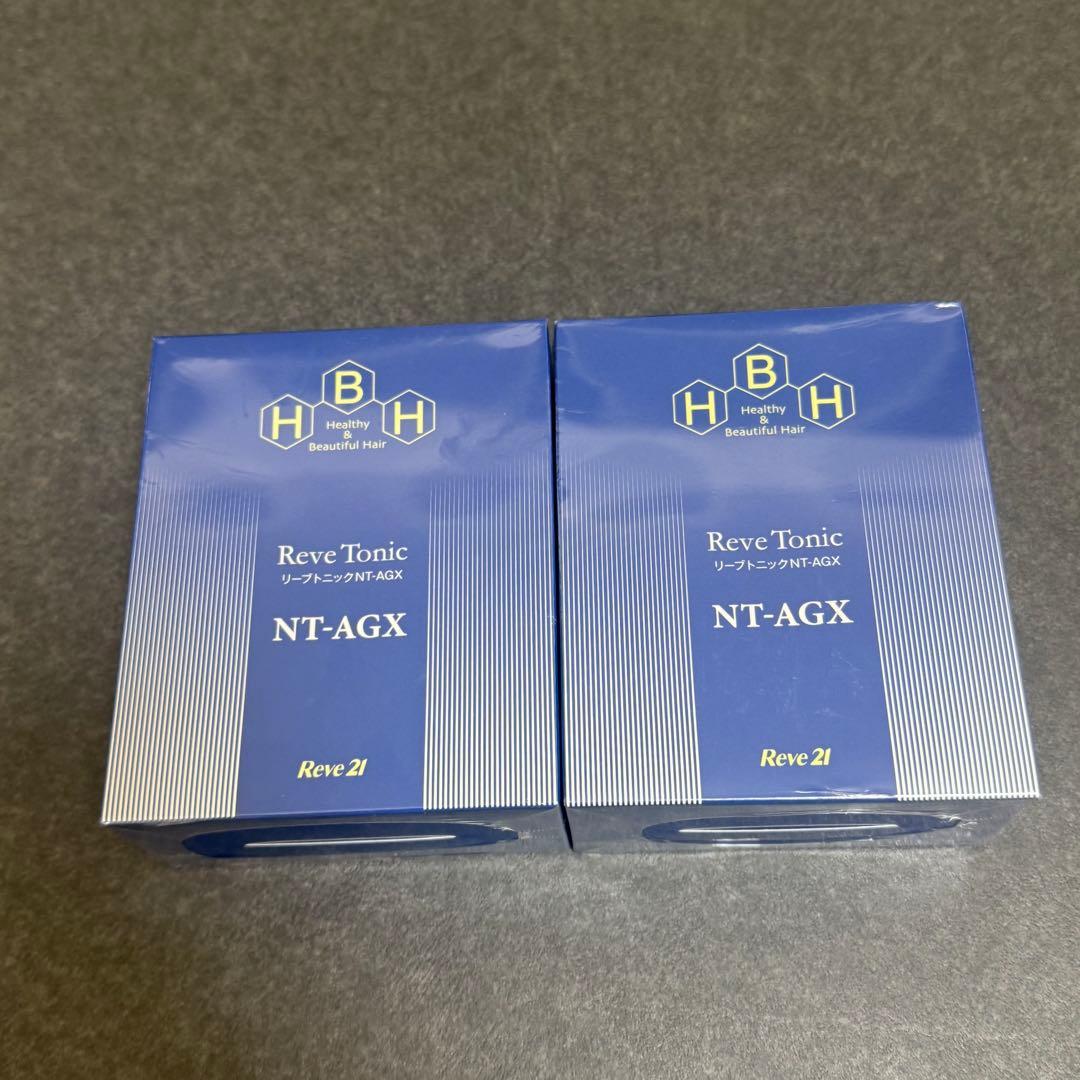 H B H
Healthy
&
Beautiful Hair
Reve Tonic
リーブトニックNT-AGX
NT-AGX
Reve 21
H B H
Healthy
&
Beautiful Hair
Reve Tonic
リーブトニックNT-AGX
NT-AGX
Reve 21